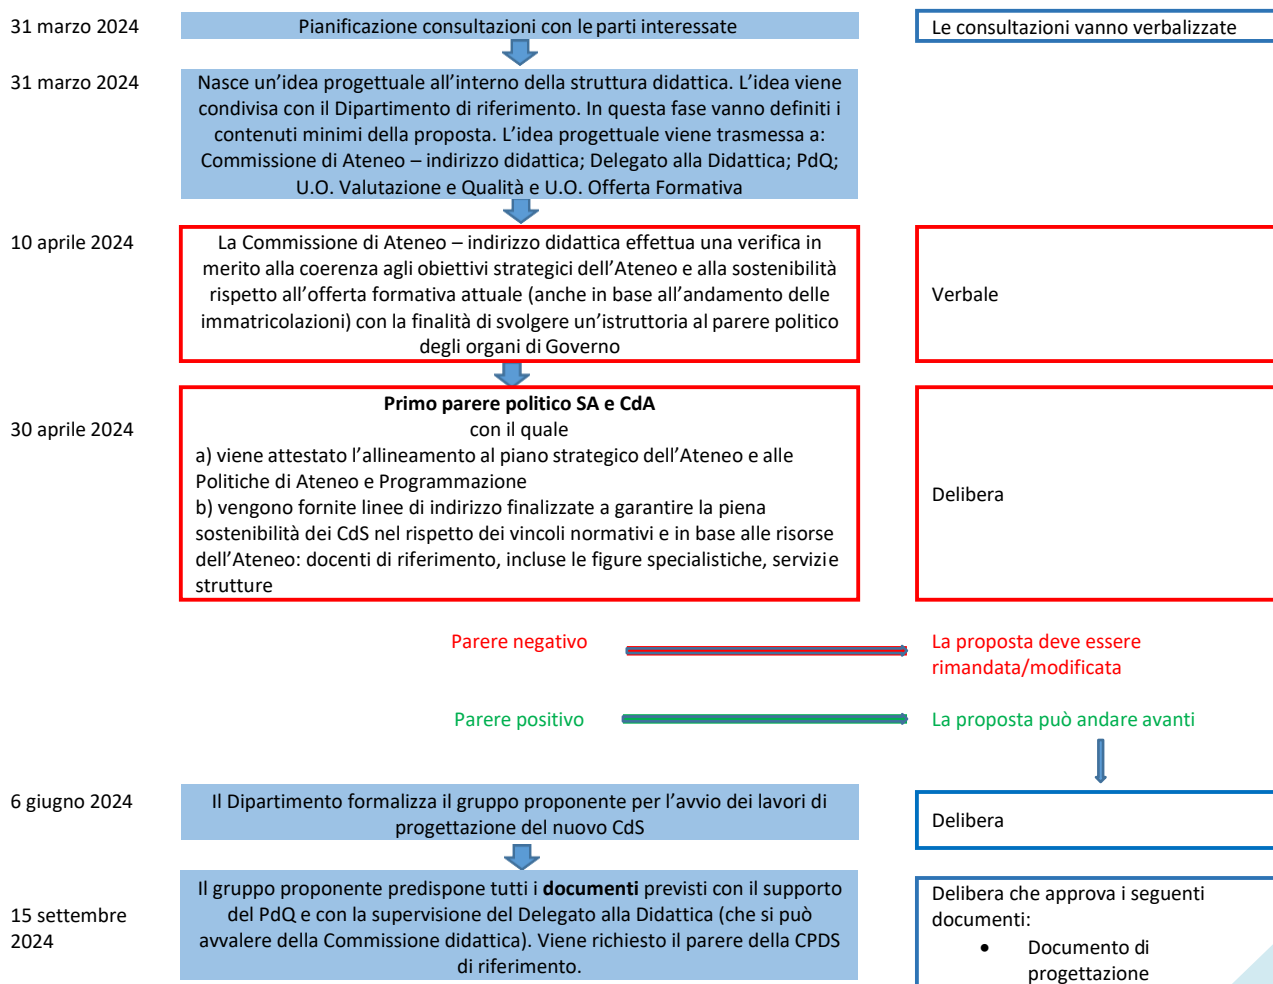 31 marzo 2024
Pianificazione consultazioni con le parti interessate
Le consultazioni vanno verbalizzate
31 marzo 2024
Nasce un'idea progettuale all'interno della struttura didattica. L'idea viene
condivisa con il Dipartimento di riferimento. In questa fase vanno definiti i
contenuti minimi della proposta. L'idea progettuale viene trasmessa a:
Commissione di Ateneo – indirizzo didattica; Delegato alla Didattica; PdQ;
U.O. Valutazione e Qualità e U.O. Offerta Formativa
10 aprile 2024
La Commissione di Ateneo – indirizzo didattica effettua una verifica in
merito alla coerenza agli obiettivi strategici dell'Ateneo e alla sostenibilità
rispetto all'offerta formativa attuale (anche in base all'andamento delle
immatricolazioni) con la finalità di svolgere un'istruttoria al parere politico
degli organi di Governo
Verbale
30 aprile 2024
Primo parere politico SA e CdA
con il quale
a) viene attestato l'allineamento al piano strategico dell'Ateneo e alle
Politiche di Ateneo e Programmazione
b) vengono fornite linee di indirizzo finalizzate a garantire la piena
sostenibilità dei CdS nel rispetto dei vincoli normativi e in base alle risorse
dell'Ateneo: docenti di riferimento, incluse le figure specialistiche, servizi e
strutture
Delibera
Parere negativo
La proposta deve essere
rimandata/modificata
Parere positivo
La proposta può andare avanti
6 giugno 2024
Il Dipartimento formalizza il gruppo proponente per l'avvio dei lavori di
progettazione del nuovo CdS
Delibera
15 settembre
2024
Il gruppo proponente predispone tutti i documenti previsti con il supporto
del PdQ e con la supervisione del Delegato alla Didattica (che si può
avvalere della Commissione didattica). Viene richiesto il parere della CPDS
di riferimento.
Delibera che approva i seguenti
documenti:
• Documento di
progettazione